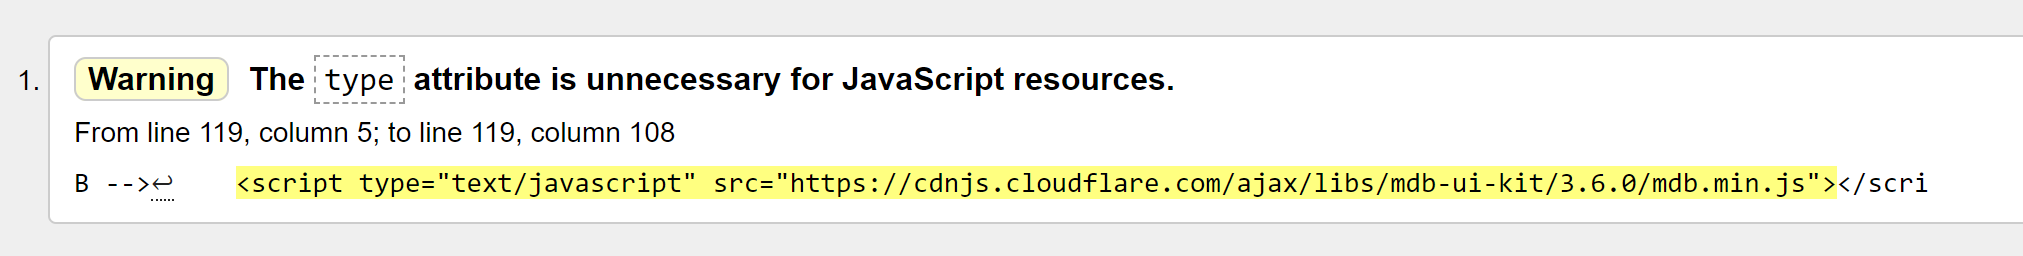 1. Warning The type attribute is unnecessary for JavaScript resources.
From line 119, column 5; to line 119, column 108
B -->↩    <script type="text/javascript" src="https://cdnjs.cloudflare.com/ajax/libs/mdb-ui-kit/3.6.0/mdb.min.js"></scri